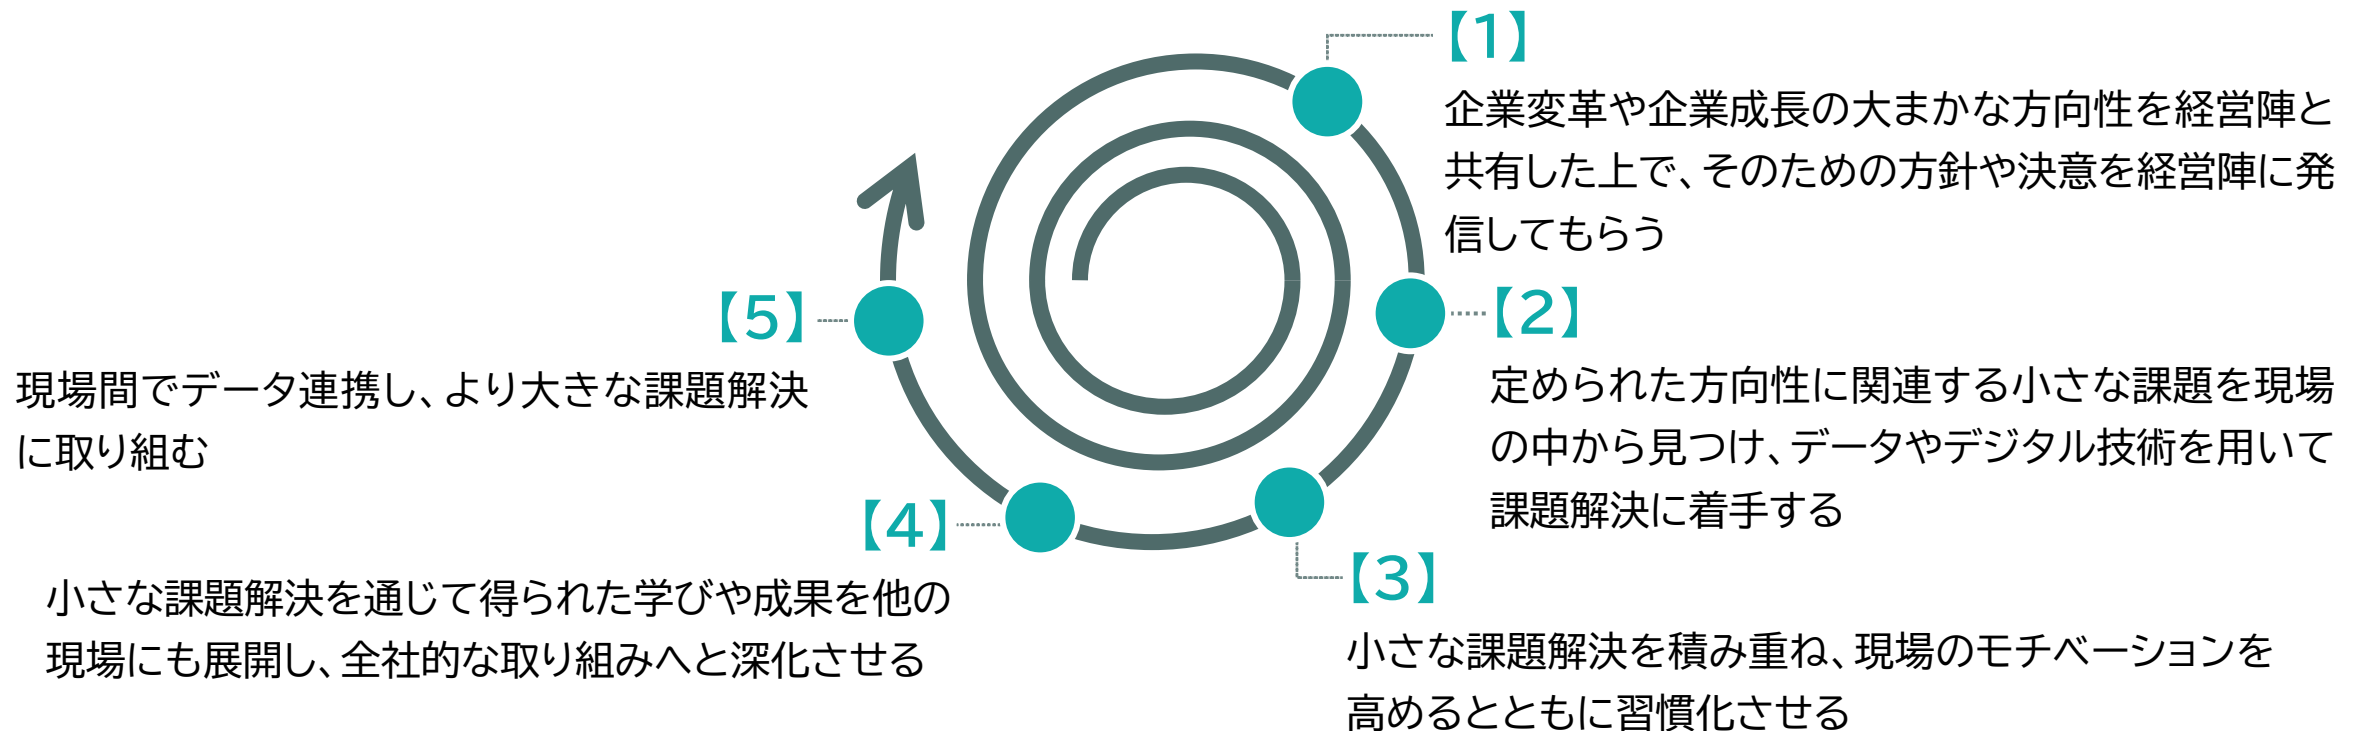 【1】
企業変革や企業成長の大まかな方向性を経営陣と
共有した上で、そのための方針や決意を経営陣に発
信してもらう
【2】
定められた方向性に関連する小さな課題を現場
の中から見つけ、データやデジタル技術を用いて
課題解決に着手する
【3】
小さな課題解決を積み重ね、現場のモチベーションを
高めるとともに習慣化させる
【4】
小さな課題解決を通じて得られた学びや成果を他の
現場にも展開し、全社的な取り組みへと深化させる
【5】
現場間でデータ連携し、より大きな課題解決
に取り組む